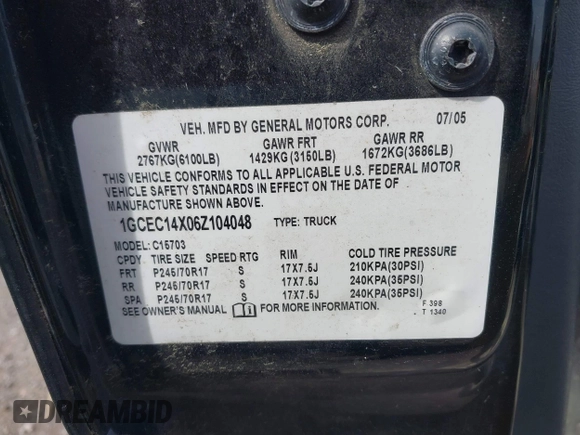 VEH. MFD BY GENERAL MOTORS CORP. 07/05
GVWR GAWR FRT GAWR RR
2767KG(6100LB) 1429KG(3150LB) 1672KG(3686LB)
THIS VEHICLE CONFORMS TO ALL APPLICABLE U.S. FEDERAL MOTOR
VEHICLE SAFETY STANDARDS IN EFFECT ON THE DATE OF
MANUFACTURE SHOWN ABOVE.
1GCEC14X06Z104048 TYPE: TRUCK
MODEL: C15703
CPDY: TIRE SIZE SPEED RTG RIM COLD TIRE PRESSURE
FRT P245/70R17 S 17X7.5J 210KPA(30PSI)
RR P245/70R17 S 17X7.5J 240KPA(35PSI)
SPA P245/70R17 S 17X7.5J 240KPA(35PSI)
SEE OWNER'S MANUAL FOR MORE INFORMATION.
F 398
T 1340
DREAMBID